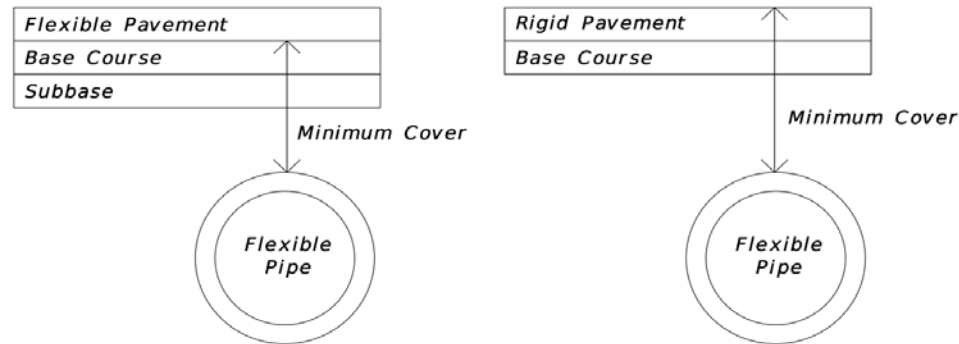 Flexible Pavement
Base Course
Subbase
Minimum Cover
Flexible
Pipe
Rigid Pavement
Base Course
Minimum Cover
Flexible
Pipe